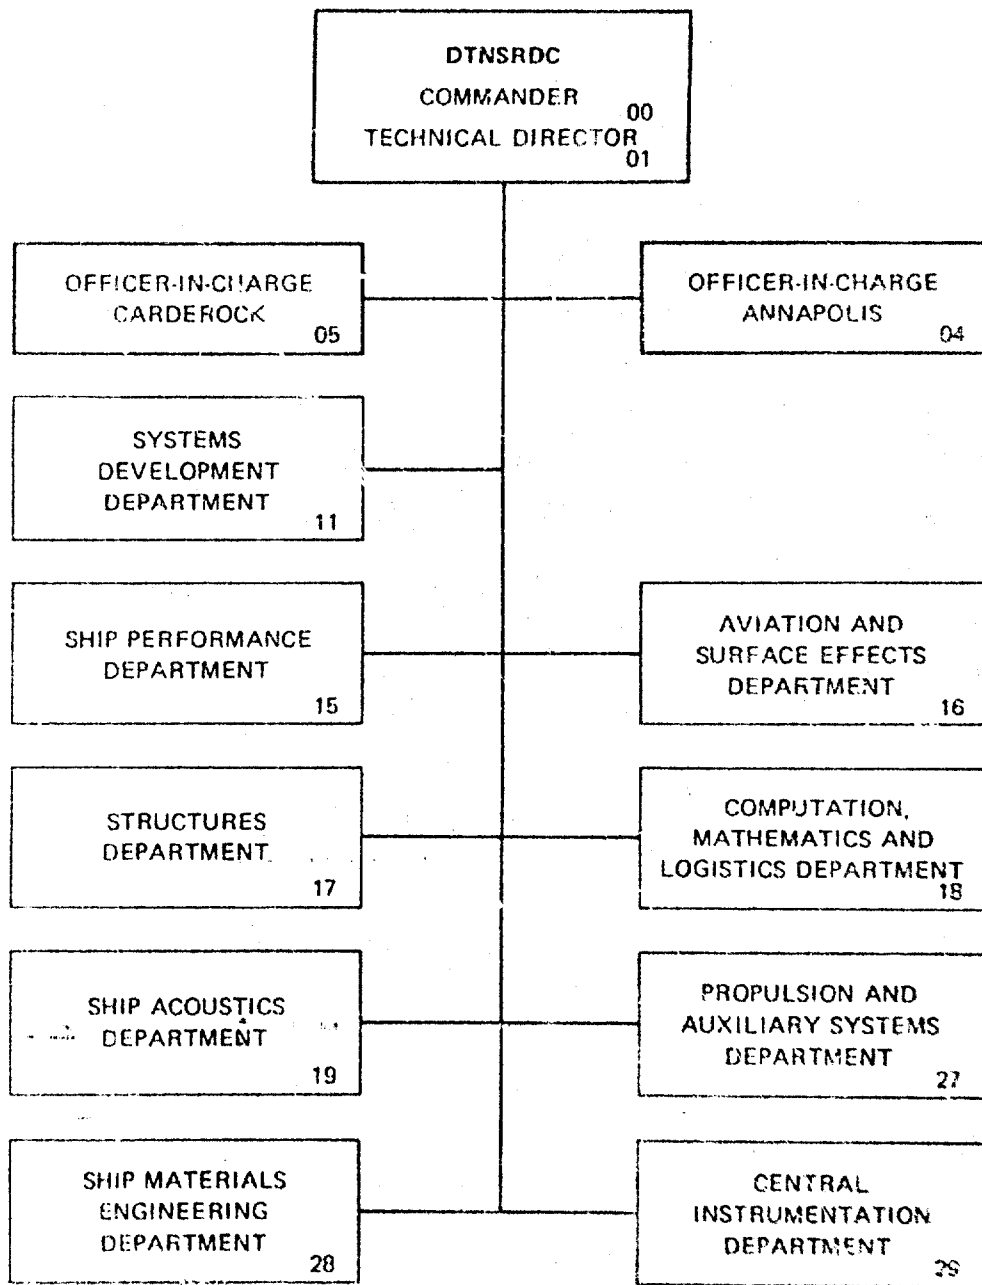 DTNSRDC
COMMANDER
00
TECHNICAL DIRECTOR
01
OFFICER-IN-CHARGE
CARDEROCK
05
OFFICER-IN-CHARGE
ANNAPOLIS
04
SYSTEMS
DEVELOPMENT
DEPARTMENT
11
SHIP PERFORMANCE
DEPARTMENT
15
AVIATION AND
SURFACE EFFECTS
DEPARTMENT
16
STRUCTURES
DEPARTMENT
17
COMPUTATION,
MATHEMATICS AND
LOGISTICS DEPARTMENT
18
SHIP ACOUSTICS
DEPARTMENT
19
PROPULSION AND
AUXILIARY SYSTEMS
DEPARTMENT
27
SHIP MATERIALS
ENGINEERING
DEPARTMENT
28
CENTRAL
INSTRUMENTATION
DEPARTMENT
29